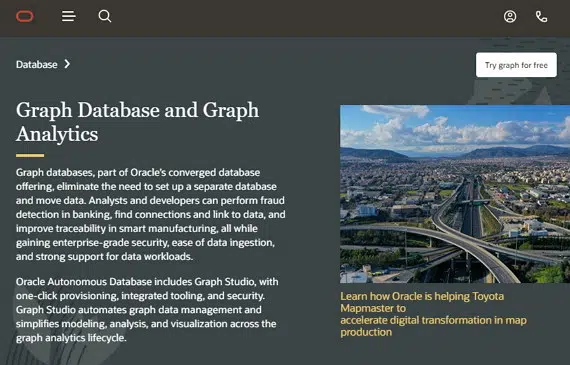 Database
Try graph for free
Graph Database and Graph
Analytics
Graph databases, part of Oracle's converged database
offering, eliminate the need to set up a separate database
and move data. Analysts and developers can perform fraud
detection in banking, find connections and link to data, and
improve traceability in smart manufacturing, all while
gaining enterprise-grade security, ease of data ingestion,
and strong support for data workloads.
Oracle Autonomous Database includes Graph Studio, with
one-click provisioning, integrated tooling, and security.
Graph Studio automates graph data management and
simplifies modeling, analysis, and visualization across the
graph analytics lifecycle.
Learn how Oracle is helping Toyota
Mapmaster to
accelerate digital transformation in map
production